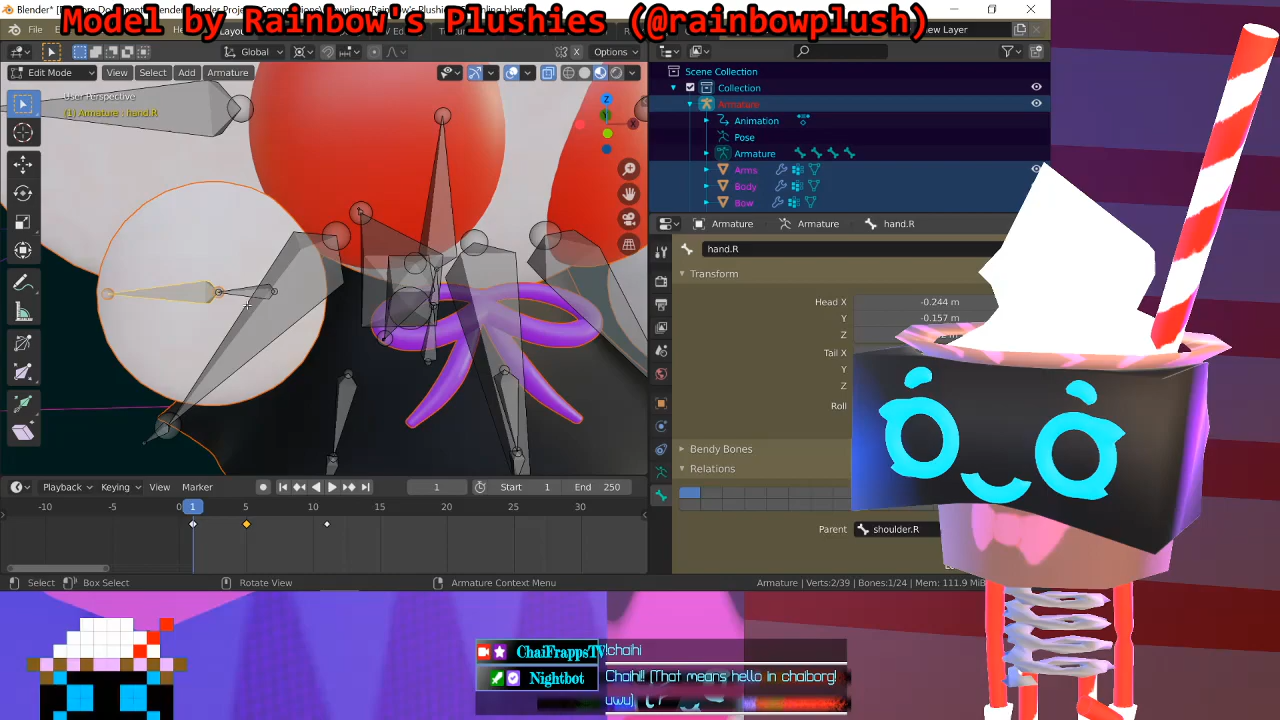 Model by Rainbow's Plushies (@rainbowplush)
Blender*
File
New Layer
Global
Options
Edit Mode
View
Select
Add
Armature
User Perspective
(1) Armature : hand.R
Z
X
Scene Collection
Collection
Armature
Animation
Pose
Armature
Arms
Body
Bow
Armature
Armature
hand.R
hand.R
Transform
Head X
-0.244 m
Y
-0.157 m
Z
Tail X
Y
Z
Roll
Bendy Bones
Relations
Parent
shoulder.R
Playback
Keying
View
Marker
1
Start
1
End
250
-10
-5
1
5
10
15
20
25
30
Select
Box Select
Rotate View
Armature Context Menu
Armature | Verts:2/39 | Bones:1/24 | Mem: 111.9 MiB
ChaiFrappsTV
!chaihi
Nightbot
Chaihi!! (That means hello in chaiborg!
uwu)